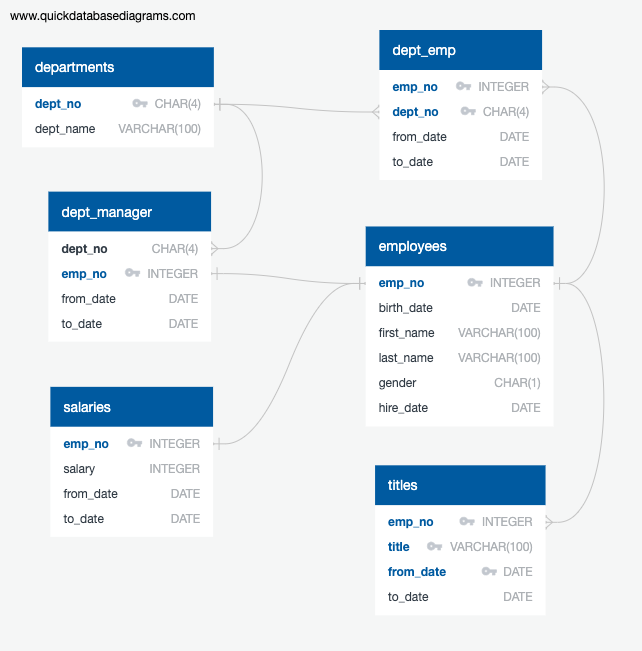 www.quickdatabasediagrams.com
departments
dept_no CHAR(4)
dept_name VARCHAR(100)
dept_emp
emp_no INTEGER
dept_no CHAR(4)
from_date DATE
to_date DATE
dept_manager
dept_no CHAR(4)
emp_no INTEGER
from_date DATE
to_date DATE
employees
emp_no INTEGER
birth_date DATE
first_name VARCHAR(100)
last_name VARCHAR(100)
gender CHAR(1)
hire_date DATE
salaries
emp_no INTEGER
salary INTEGER
from_date DATE
to_date DATE
titles
emp_no INTEGER
title VARCHAR(100)
from_date DATE
to_date DATE